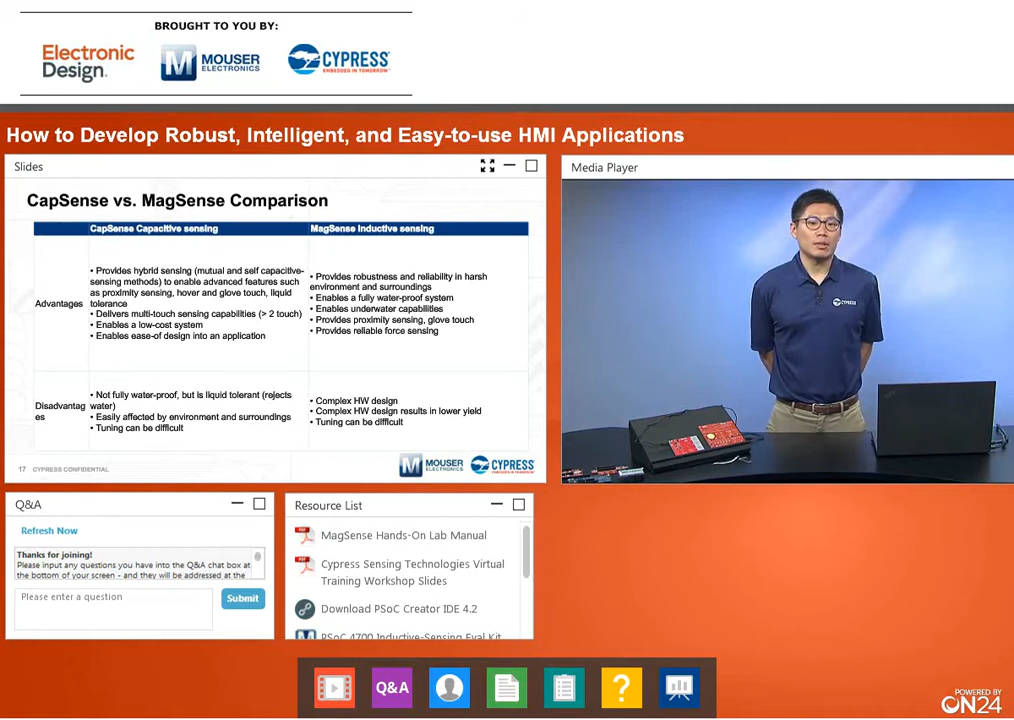 BROUGHT TO YOU BY:
Electronic
Design.
M MOUSER
ELECTRONICS
CYPRESS
EMBEDDED IN TOMORROW
How to Develop Robust, Intelligent, and Easy-to-use HMI Applications
Slides
CapSense vs. MagSense Comparison
CapSense Capacitive sensing
MagSense Inductive sensing
Advantages
• Provides hybrid sensing (mutual and self capacitive-
sensing methods) to enable advanced features such
as proximity sensing, hover and glove touch, liquid
tolerance
• Delivers multi-touch sensing capabilities (> 2 touch)
• Enables a low-cost system
• Enables ease-of design into an application
• Provides robustness and reliability in harsh
environment and surroundings
• Enables a fully water-proof system
• Enables underwater capabilities
• Provides proximity sensing, glove touch
• Provides reliable force sensing
Disadvantag
es
• Not fully water-proof, but is liquid tolerant (rejects
water)
• Easily affected by environment and surroundings
• Tuning can be difficult
• Complex HW design
• Complex HW design results in lower yield
• Tuning can be difficult
17 CYPRESS CONFIDENTIAL
M MOUSER
ELECTRONICS
CYPRESS
Media Player
CYPRESS
Q&A
Refresh Now
Thanks for joining!
Please input any questions you have into the Q&A chat box at
the bottom of your screen - and they will be addressed at the
Please enter a question
Submit
Resource List
MagSense Hands-On Lab Manual
Cypress Sensing Technologies Virtual
Training Workshop Slides
Download PSoC Creator IDE 4.2
PSoC 4700 Inductive-Sensing Eval Kit
Q&A
?
POWERED BY
ON24